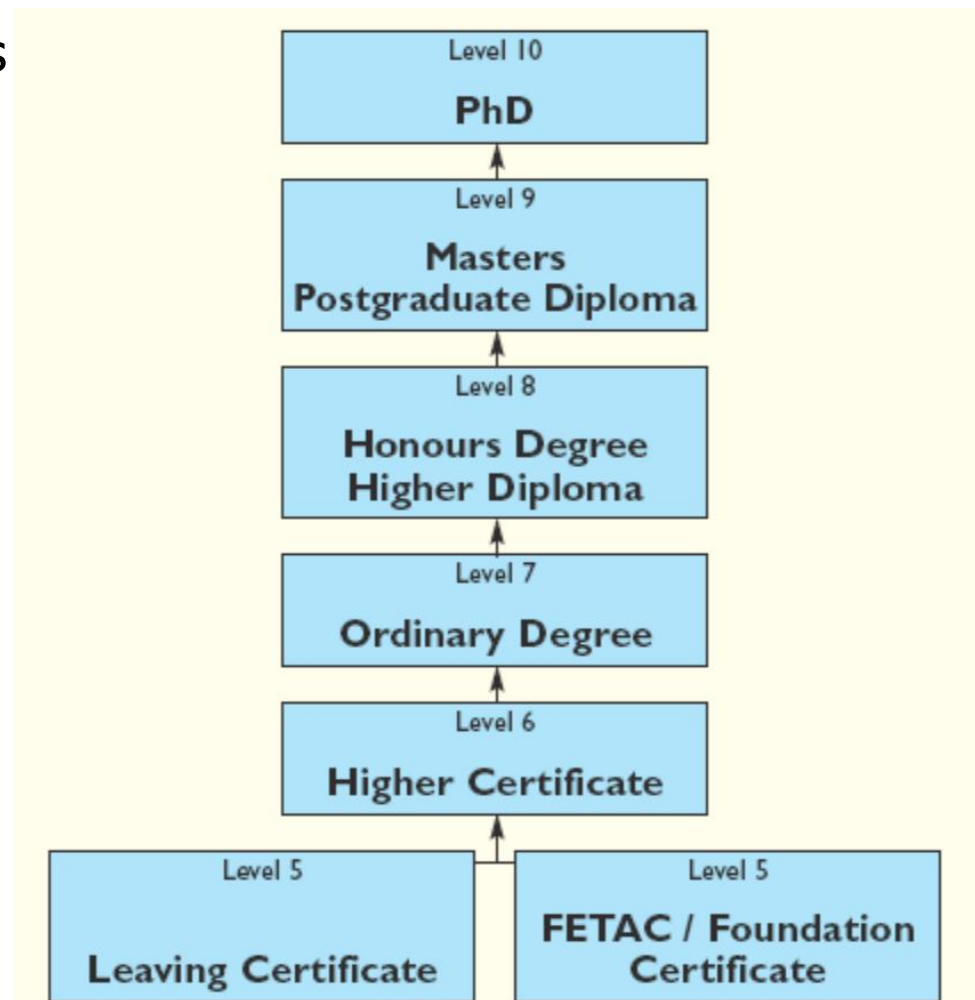 s
Level 10
PhD
Level 9
Masters
Postgraduate Diploma
Level 8
Honours Degree
Higher Diploma
Level 7
Ordinary Degree
Level 6
Higher Certificate
Level 5
Leaving Certificate
Level 5
FETAC / Foundation
Certificate